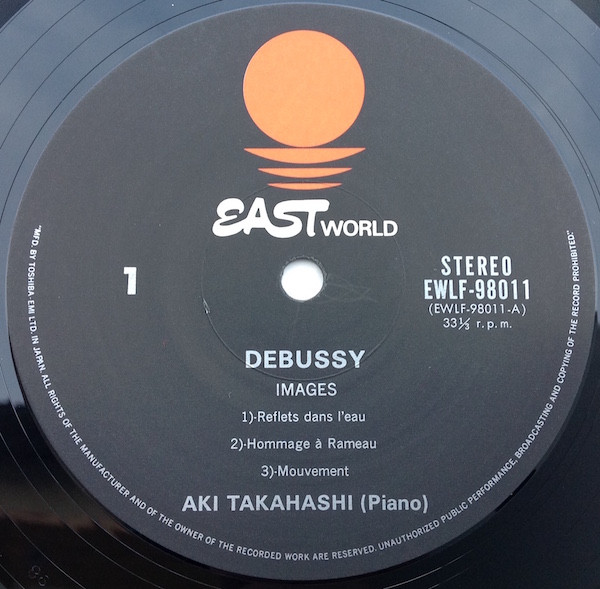 EAST WORLD
1
STEREO
EWLF-98011
(EWLF-98011-A)
33⅓ r.p.m.
DEBUSSY
IMAGES
1)-Reflets dans l'eau
2)-Hommage à Rameau
3)-Mouvement
AKI TAKAHASHI (Piano)
"MFD. BY TOSHIBA-EMI LTD. IN JAPAN. ALL RIGHTS OF THE MANUFACTURER AND OF THE OWNER OF THE RECORDED WORK ARE RESERVED. UNAUTHORIZED PUBLIC PERFORMANCE, BROADCASTING AND COPYING OF THE RECORD PROHIBITED."